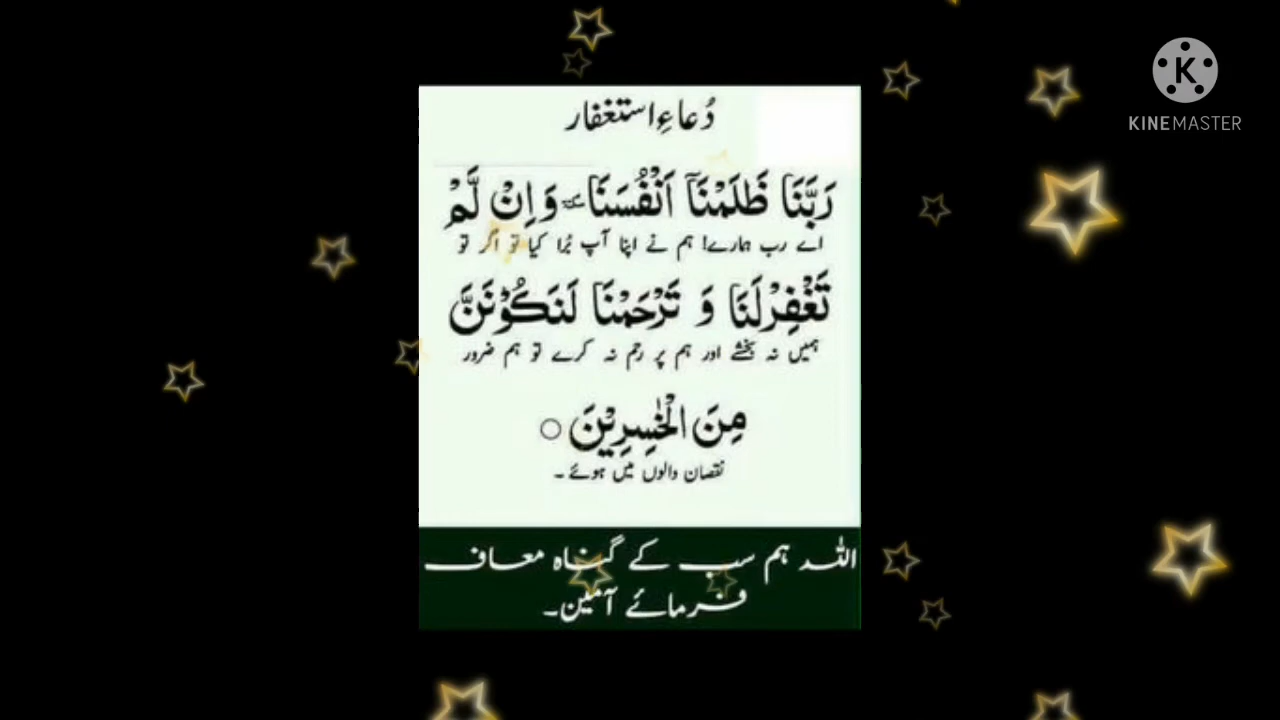 KINEMASTER
دُعاءِ استغفار
رَبَّنَا ظَلَمْنَاۤ اَنْفُسَنَا ٚ وَ اِنْ لَّمْ
اے رب ہمارے! ہم نے اپنا آپ بُرا کیا تو اگر تو
تَغْفِرْلَنَا وَ تَرْحَمْنَا لَنَكُوْنَنَّ
ہمیں نہ بخشے اور ہم پر رحم نہ کرے تو ہم ضرور
مِنَ الْخٰسِرِيْنَ ○
نقصان والوں میں ہوئے۔
اللہ ہم سب کے گناہ معاف
فرمائے آمین۔